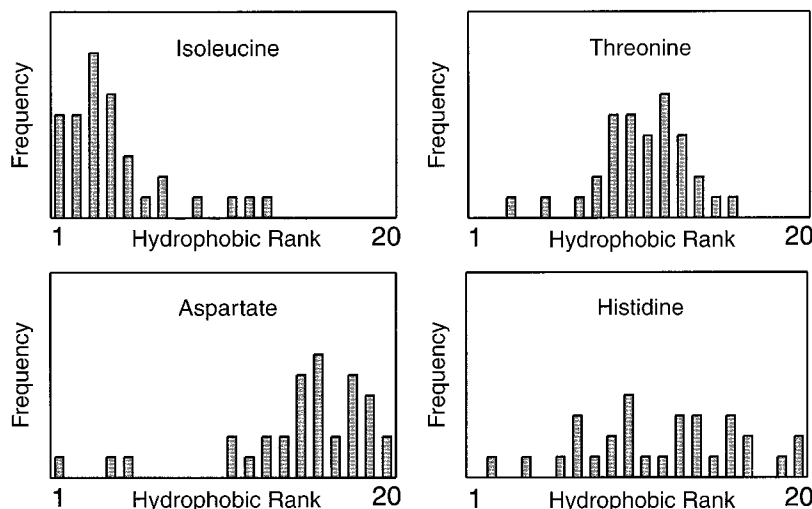 Isoleucine
Frequency
1 Hydrophobic Rank 20
Threonine
Frequency
1 Hydrophobic Rank 20
Aspartate
Frequency
1 Hydrophobic Rank 20
Histidine
Frequency
1 Hydrophobic Rank 20